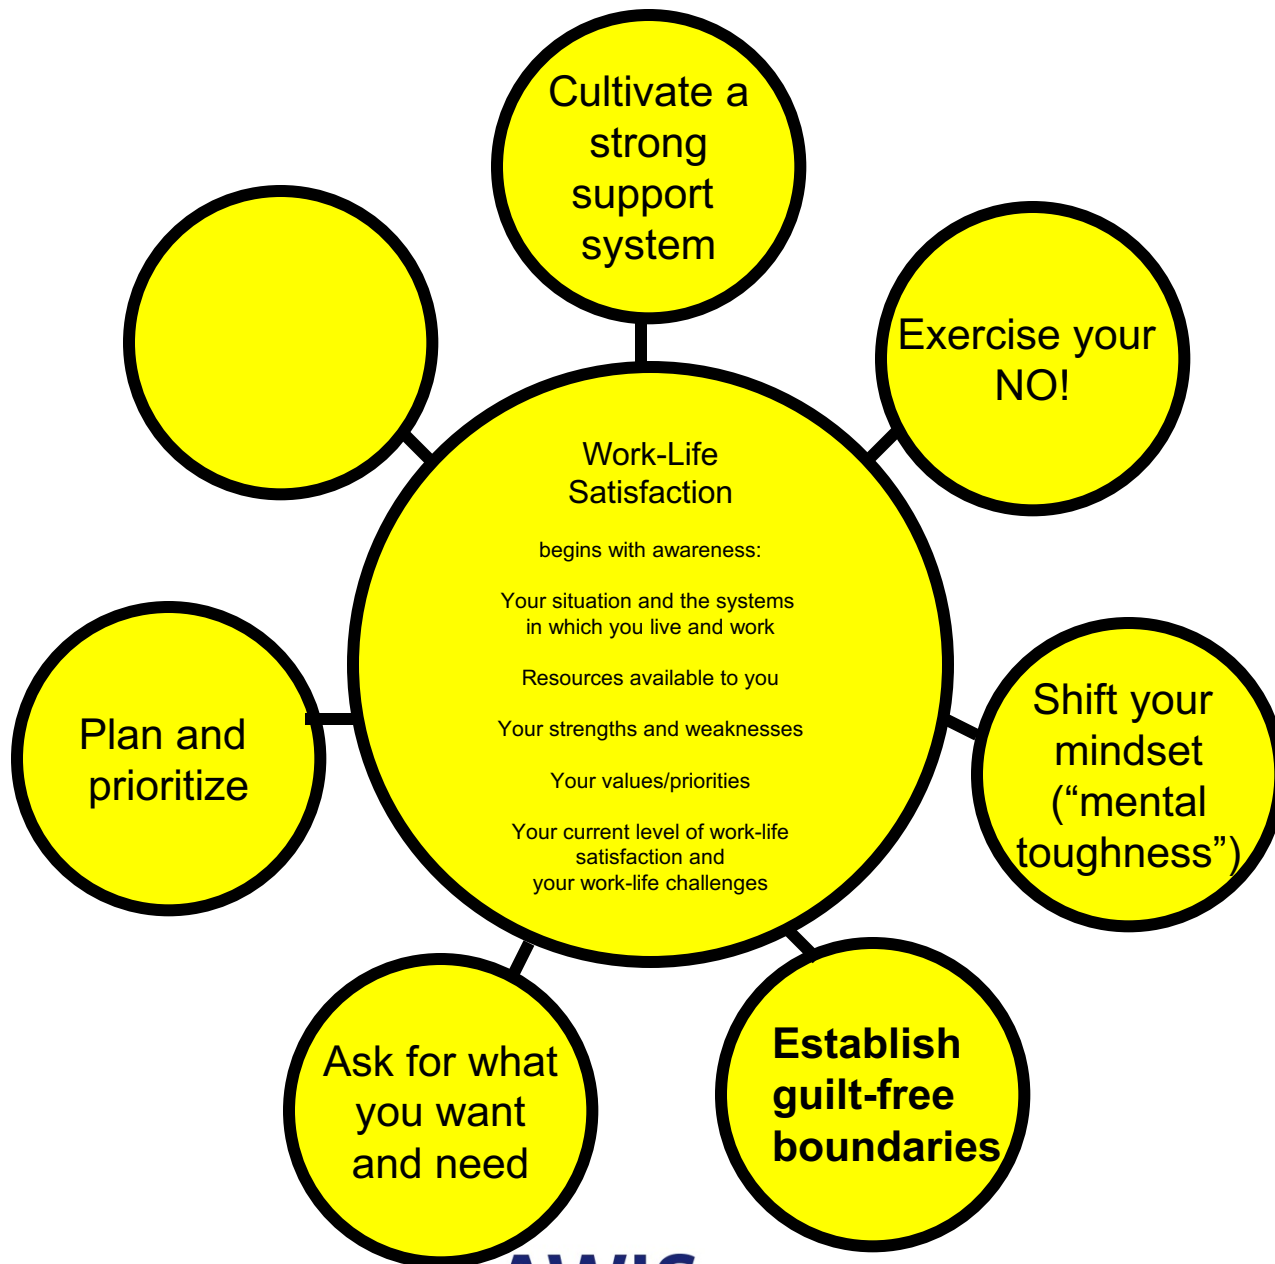 Cultivate a
strong
support
system
Exercise your
NO!
Work-Life
Satisfaction
begins with awareness:
Your situation and the systems
in which you live and work
Resources available to you
Your strengths and weaknesses
Your values/priorities
Your current level of work-life
satisfaction and
your work-life challenges
Shift your
mindset
(“mental
toughness”)
Plan and
prioritize
Establish
guilt-free
boundaries
Ask for what
you want
and need
AWIS